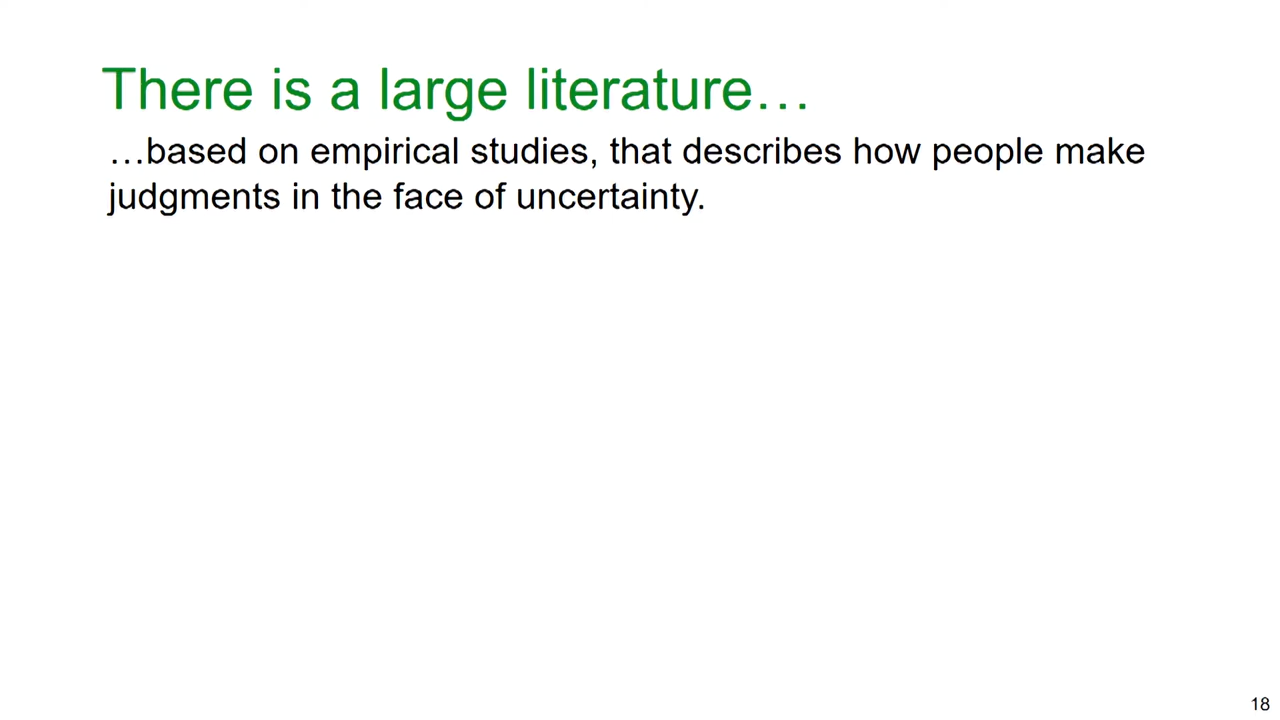 There is a large literature…
…based on empirical studies, that describes how people make
judgments in the face of uncertainty.
18